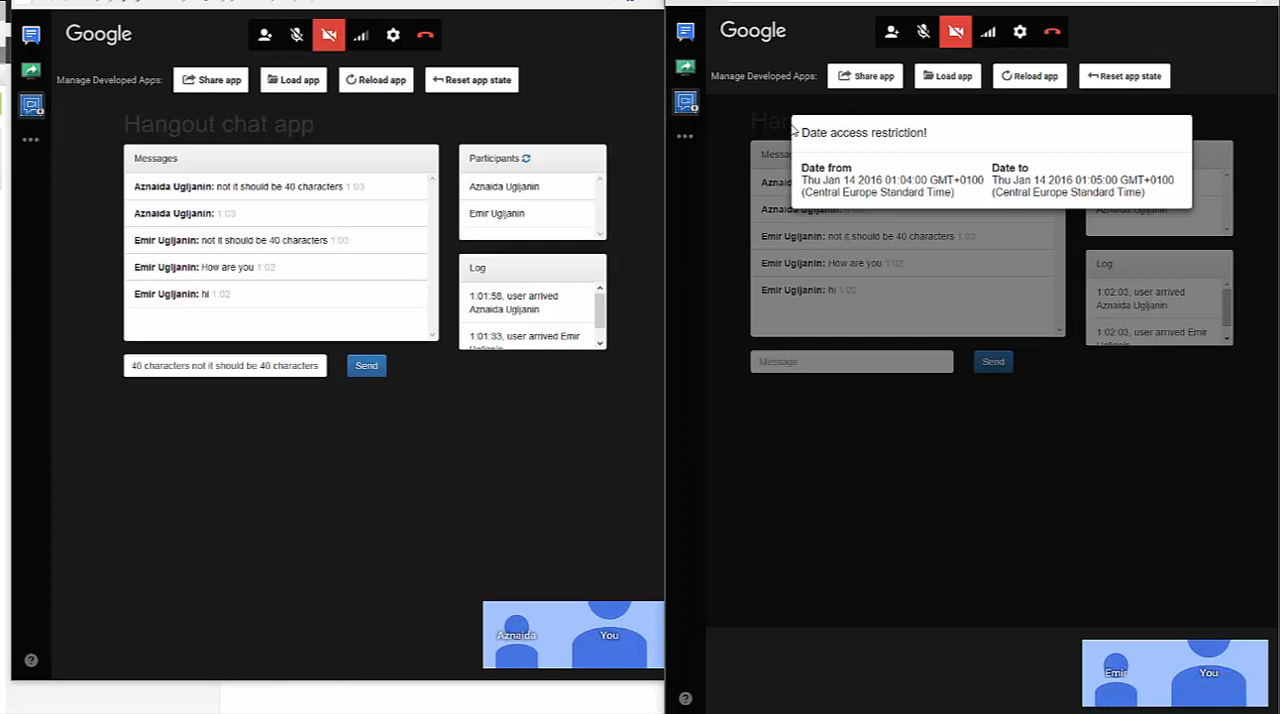 Google
Manage Developed Apps: Share app Load app Reload app Reset app state
Hangout chat app
Messages
Aznaida Ugljanin: not it should be 40 characters 1:03
Aznaida Ugljanin: 1:03
Emir Ugljanin: not it should be 40 characters 1:03
Emir Ugljanin: How are you 1:02
Emir Ugljanin: hi 1:02
40 characters not it should be 40 characters Send
Participants
Aznaida Ugljanin
Emir Ugljanin
Log
1:01:58, user arrived
Aznaida Ugljanin
1:01:33, user arrived Emir
Ugljanin
Aznaida You
?
Google
Manage Developed Apps: Share app Load app Reload app Reset app state
Date access restriction!
Date from
Thu Jan 14 2016 01:04:00 GMT+0100
(Central Europe Standard Time)
Date to
Thu Jan 14 2016 01:05:00 GMT+0100
(Central Europe Standard Time)
Aznaida Ugljanin
Emir Ugljanin: not it should be 40 characters 1:03
Emir Ugljanin: How are you 1:02
Emir Ugljanin: hi 1:02
Message Send
Log
1:02:03, user arrived
Aznaida Ugljanin
1:02:03, user arrived Emir
Ugljanin
Emir You
?